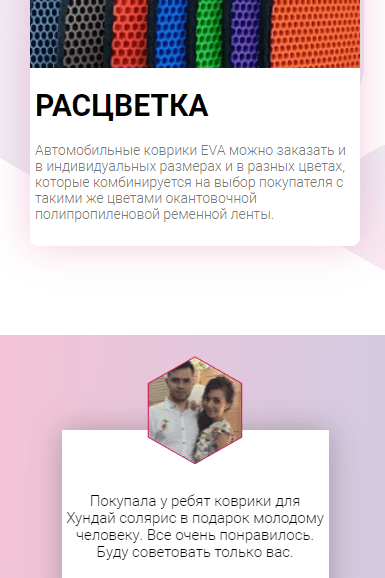 РАСЦВЕТКА
Автомобильные коврики EVA можно заказать и
в индивидуальных размерах и в разных цветах,
которые комбинируется на выбор покупателя с
такими же цветами окантовочной
полипропиленовой ременной ленты.
Покупала у ребят коврики для
Хундай солярис в подарок молодому
человеку. Все очень понравилось.
Буду советовать только вас.